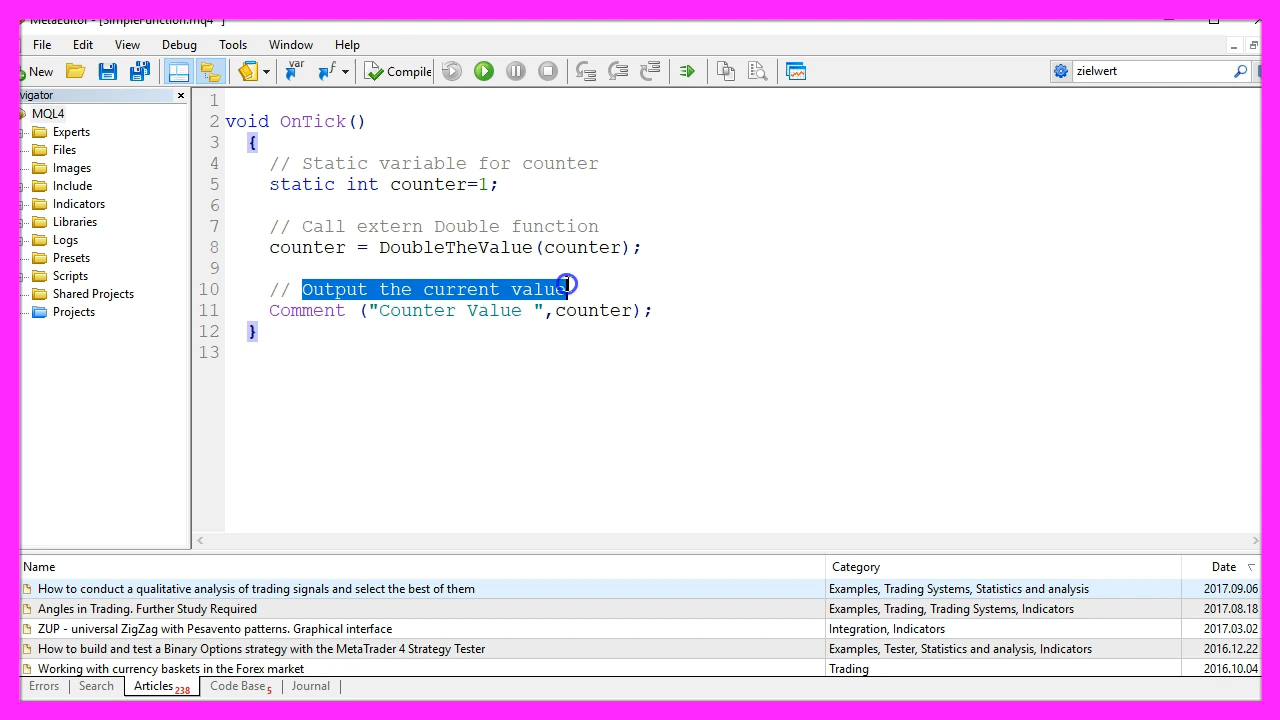 MetaEditor - [SimpleFunction.mq4 ]
File Edit View Debug Tools Window Help
New var Compile zielwert
vigator
MQL4
Experts
Files
Images
Include
Indicators
Libraries
Logs
Presets
Scripts
Shared Projects
Projects
1
2 void OnTick()
3 {
4 // Static variable for counter
5 static int counter=1;
6
7 // Call extern Double function
8 counter = DoubleTheValue(counter);
9
10 // Output the current value
11 Comment ("Counter Value ",counter);
12 }
13
Name Category Date
How to conduct a qualitative analysis of trading signals and select the best of them Examples, Trading Systems, Statistics and analysis 2017.09.06
Angles in Trading. Further Study Required Examples, Trading, Trading Systems, Indicators 2017.08.18
ZUP - universal ZigZag with Pesavento patterns. Graphical interface Integration, Indicators 2017.03.02
How to build and test a Binary Options strategy with the MetaTrader 4 Strategy Tester Examples, Tester, Statistics and analysis, Indicators 2016.12.22
Working with currency baskets in the Forex market Trading 2016.10.04
Errors Search Articles 238 Code Base 5 Journal